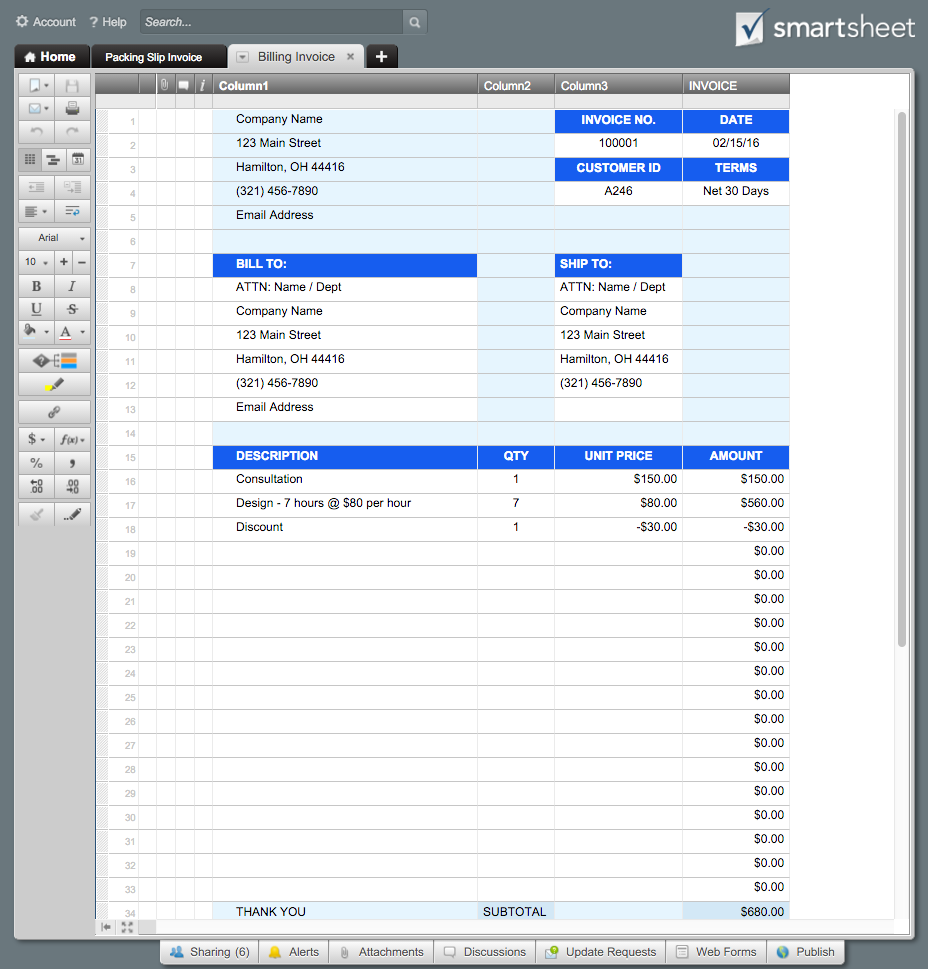 Account ? Help Search...
smartsheet
Home Packing Slip Invoice Billing Invoice × +
Column1 Column2 Column3 INVOICE
1 Company Name INVOICE NO. DATE
2 123 Main Street 100001 02/15/16
3 Hamilton, OH 44416 CUSTOMER ID TERMS
4 (321) 456-7890 A246 Net 30 Days
5 Email Address
6
7 BILL TO: SHIP TO:
8 ATTN: Name / Dept ATTN: Name / Dept
9 Company Name Company Name
10 123 Main Street 123 Main Street
11 Hamilton, OH 44416 Hamilton, OH 44416
12 (321) 456-7890 (321) 456-7890
13 Email Address
14
15 DESCRIPTION QTY UNIT PRICE AMOUNT
16 Consultation 1 $150.00 $150.00
17 Design - 7 hours @ $80 per hour 7 $80.00 $560.00
18 Discount 1 -$30.00 -$30.00
19 $0.00
20 $0.00
21 $0.00
22 $0.00
23 $0.00
24 $0.00
25 $0.00
26 $0.00
27 $0.00
28 $0.00
29 $0.00
30 $0.00
31 $0.00
32 $0.00
33 $0.00
34 THANK YOU SUBTOTAL $680.00
31
Arial
10 + −
B I
U S
A
$ f(x)
% ,
.00 .00
Sharing (6) Alerts Attachments Discussions Update Requests Web Forms Publish